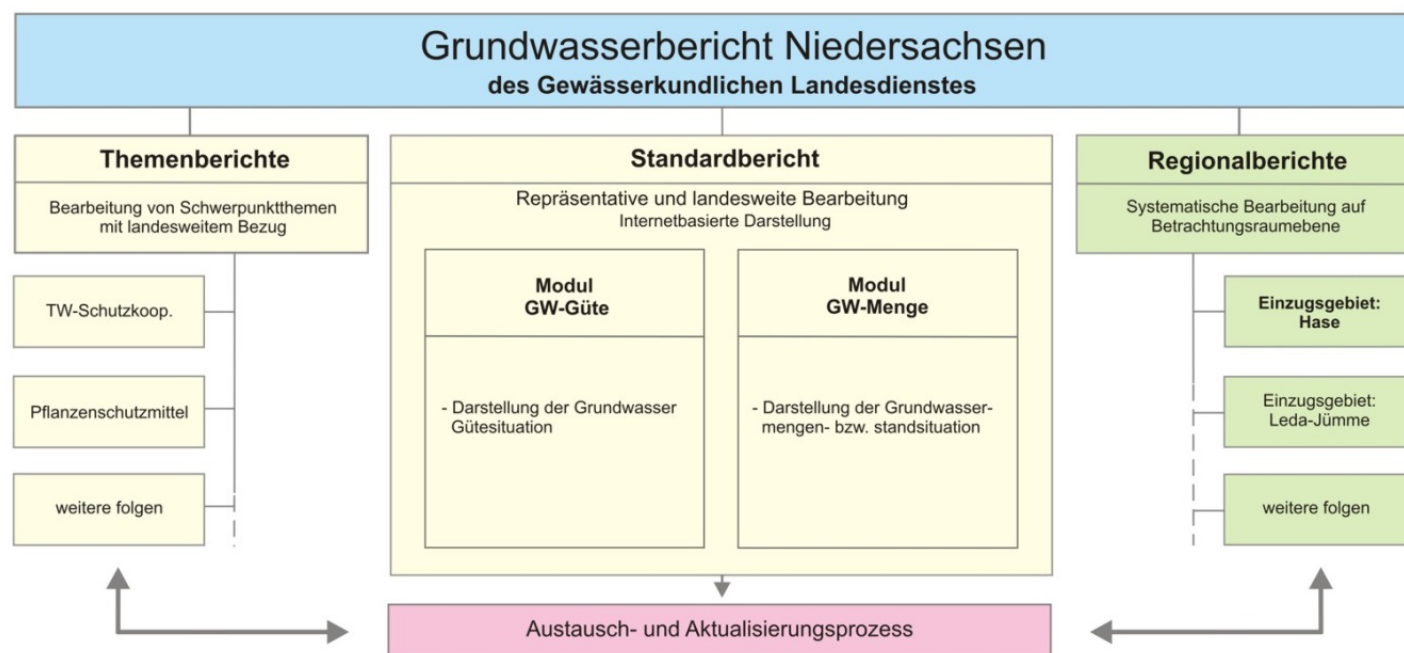 Grundwasserbericht Niedersachsen
des Gewässerkundlichen Landesdienstes
Themenberichte
Bearbeitung von Schwerpunktthemen
mit landesweitem Bezug
TW-Schutzkoop.
Pflanzenschutzmittel
weitere folgen
Standardbericht
Repräsentative und landesweite Bearbeitung
Internetbasierte Darstellung
Modul
GW-Güte
- Darstellung der Grundwasser
Gütesituation
Modul
GW-Menge
- Darstellung der Grundwasser-
mengen- bzw. standsituation
Regionalberichte
Systematische Bearbeitung auf
Betrachtungsraumebene
Einzugsgebiet:
Hase
Einzugsgebiet:
Leda-Jümme
weitere folgen
Austausch- und Aktualisierungsprozess